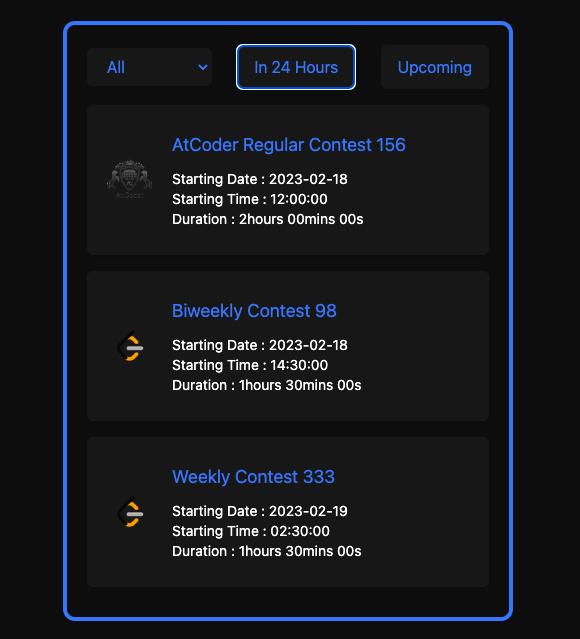 All
In 24 Hours
Upcoming
AtCoder Regular Contest 156
Starting Date : 2023-02-18
Starting Time : 12:00:00
Duration : 2hours 00mins 00s
AtCoder
Biweekly Contest 98
Starting Date : 2023-02-18
Starting Time : 14:30:00
Duration : 1hours 30mins 00s
Weekly Contest 333
Starting Date : 2023-02-19
Starting Time : 02:30:00
Duration : 1hours 30mins 00s